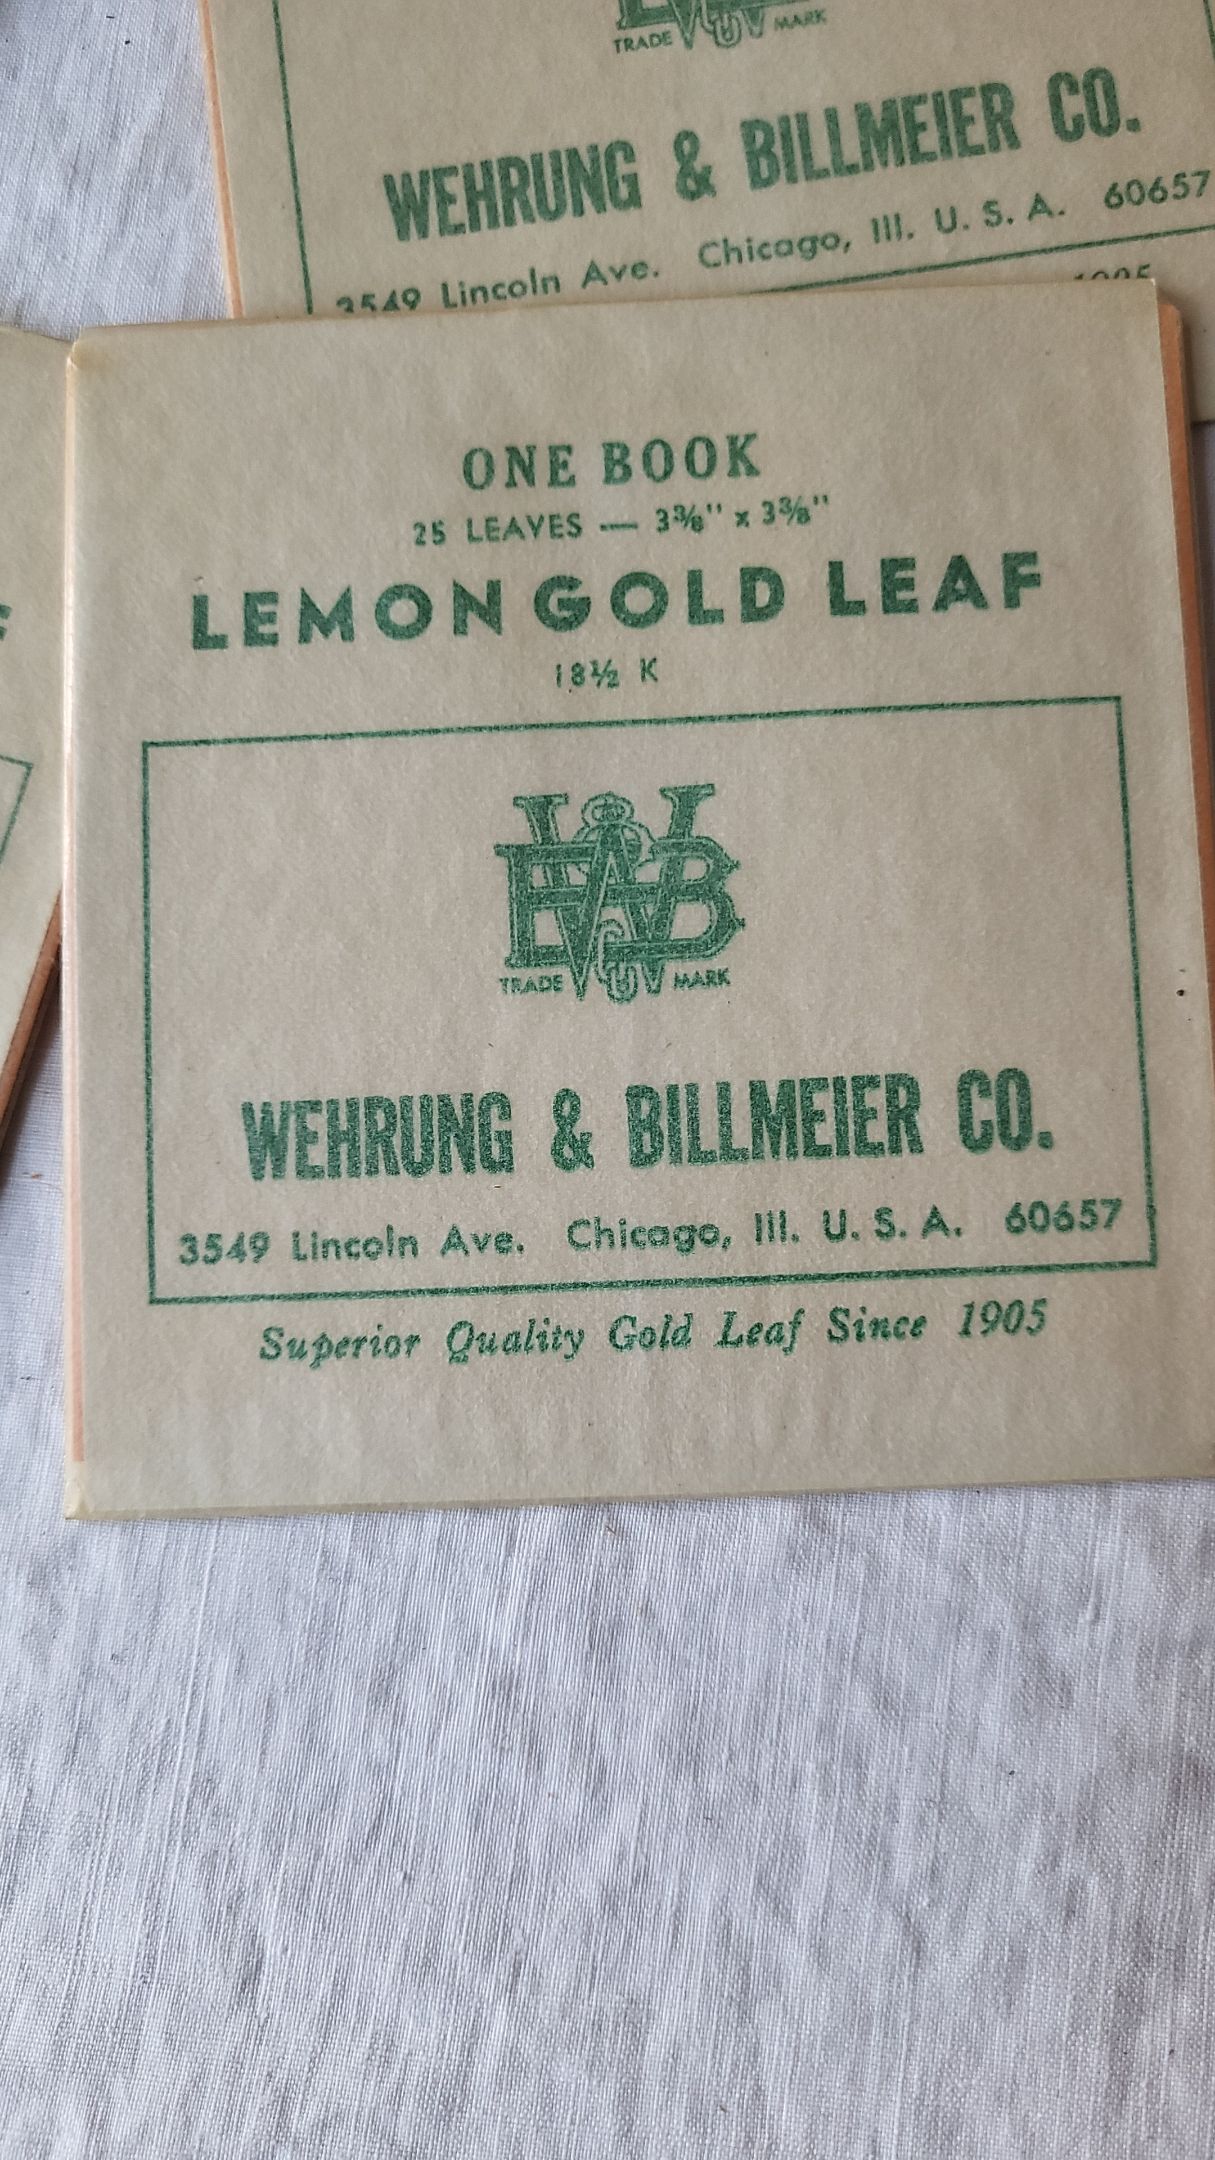 TRADE MARK
WEHRUNG & BILLMEIER CO.
3549 Lincoln Ave. Chicago, Ill. U. S. A. 60657
1905
ONE BOOK
25 LEAVES — 3⅜" x 3⅜"
LEMON GOLD LEAF
18½ K
W&B
TRADE MARK
WEHRUNG & BILLMEIER CO.
3549 Lincoln Ave. Chicago, Ill. U. S. A. 60657
Superior Quality Gold Leaf Since 1905